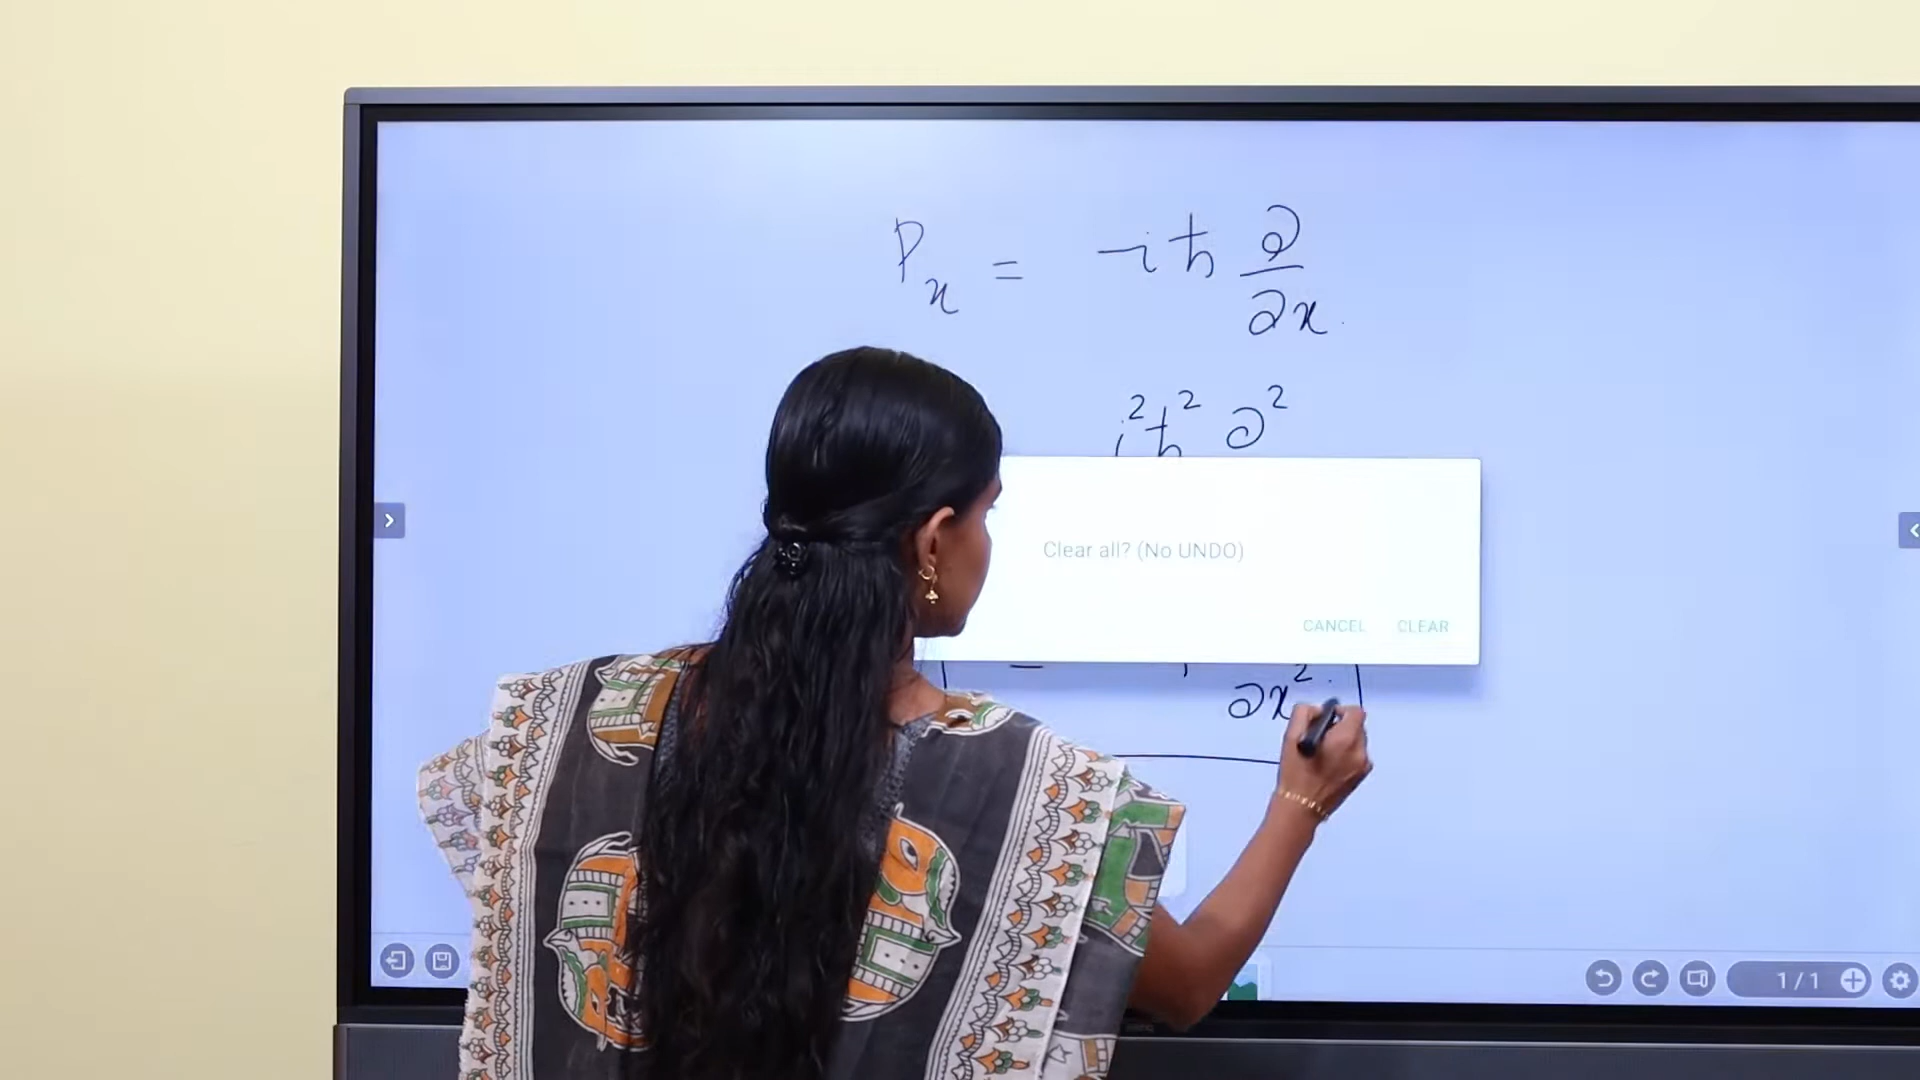 Pₓ = -iħ ∂/∂x
i²ħ² ∂²
Clear all? (No UNDO)
CANCEL CLEAR
∂x²
1/1